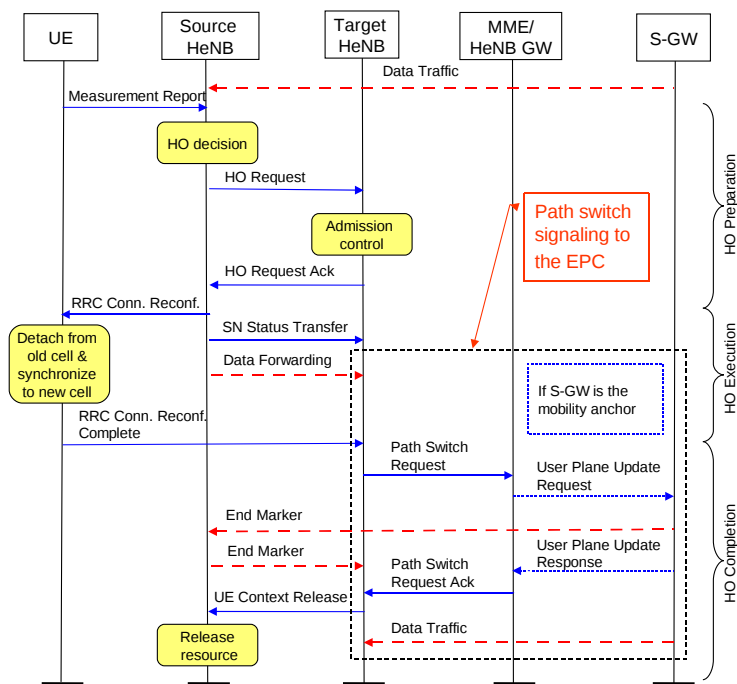 UE
Source
HeNB
Target
HeNB
MME/
HeNB GW
S-GW
Data Traffic
Measurement Report
HO decision
HO Request
Path switch
signaling to
the EPC
Admission
control
HO Preparation
HO Request Ack
RRC Conn. Reconf.
SN Status Transfer
Detach from
old cell &
synchronize
to new cell
Data Forwarding
If S-GW is the
mobility anchor
HO Execution
RRC Conn. Reconf.
Complete
Path Switch
Request
User Plane Update
Request
End Marker
User Plane Update
Response
End Marker
Path Switch
Request Ack
HO Completion
UE Context Release
Data Traffic
Release
resource